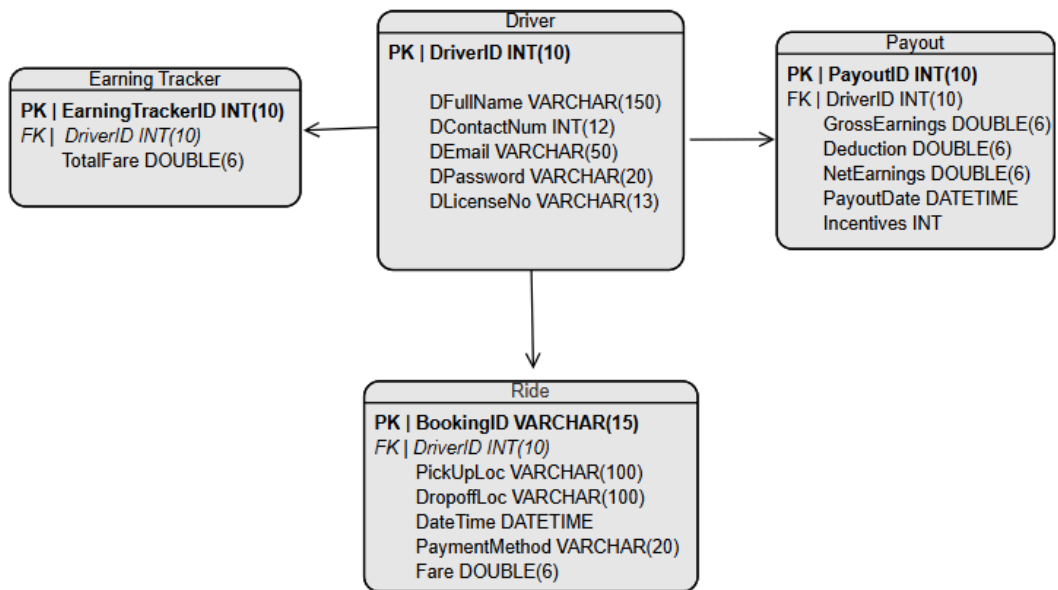 Driver
PK | DriverID INT(10)
DFullName VARCHAR(150)
DContactNum INT(12)
DEmail VARCHAR(50)
DPassword VARCHAR(20)
DLicenseNo VARCHAR(13)
Earning Tracker
PK | EarningTrackerID INT(10)
FK | DriverID INT(10)
TotalFare DOUBLE(6)
Payout
PK | PayoutID INT(10)
FK | DriverID INT(10)
GrossEarnings DOUBLE(6)
Deduction DOUBLE(6)
NetEarnings DOUBLE(6)
PayoutDate DATETIME
Incentives INT
Ride
PK | BookingID VARCHAR(15)
FK | DriverID INT(10)
PickUpLoc VARCHAR(100)
DropoffLoc VARCHAR(100)
DateTime DATETIME
PaymentMethod VARCHAR(20)
Fare DOUBLE(6)